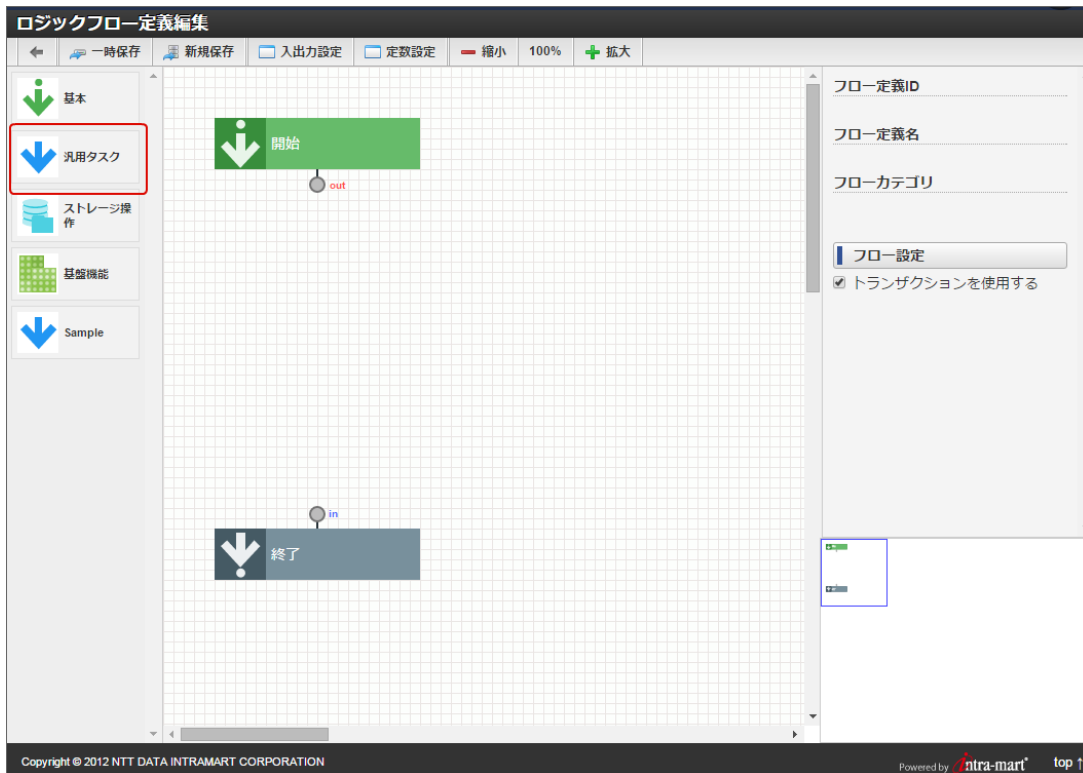 ロジックフロー定義編集
一時保存 新規保存 入出力設定 定数設定 縮小 100% 拡大
基本
汎用タスク
ストレージ操
作
基盤機能
Sample
開始
out
in
終了
フロー定義ID
フロー定義名
フローカテゴリ
フロー設定
トランザクションを使用する
Copyright © 2012 NTT DATA INTRAMART CORPORATION
Powered by intra-mart
top ↑